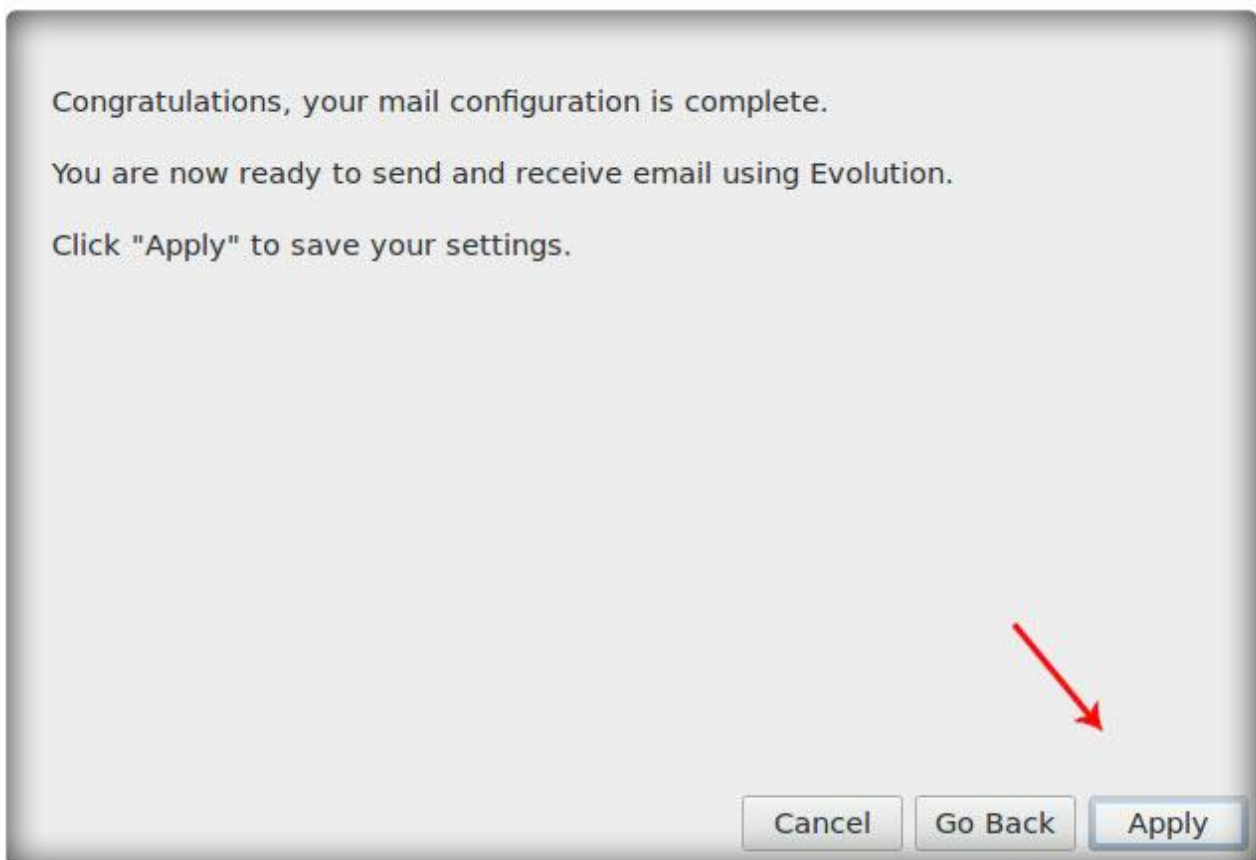 Congratulations, your mail configuration is complete.
You are now ready to send and receive email using Evolution.
Click "Apply" to save your settings.
Cancel
Go Back
Apply